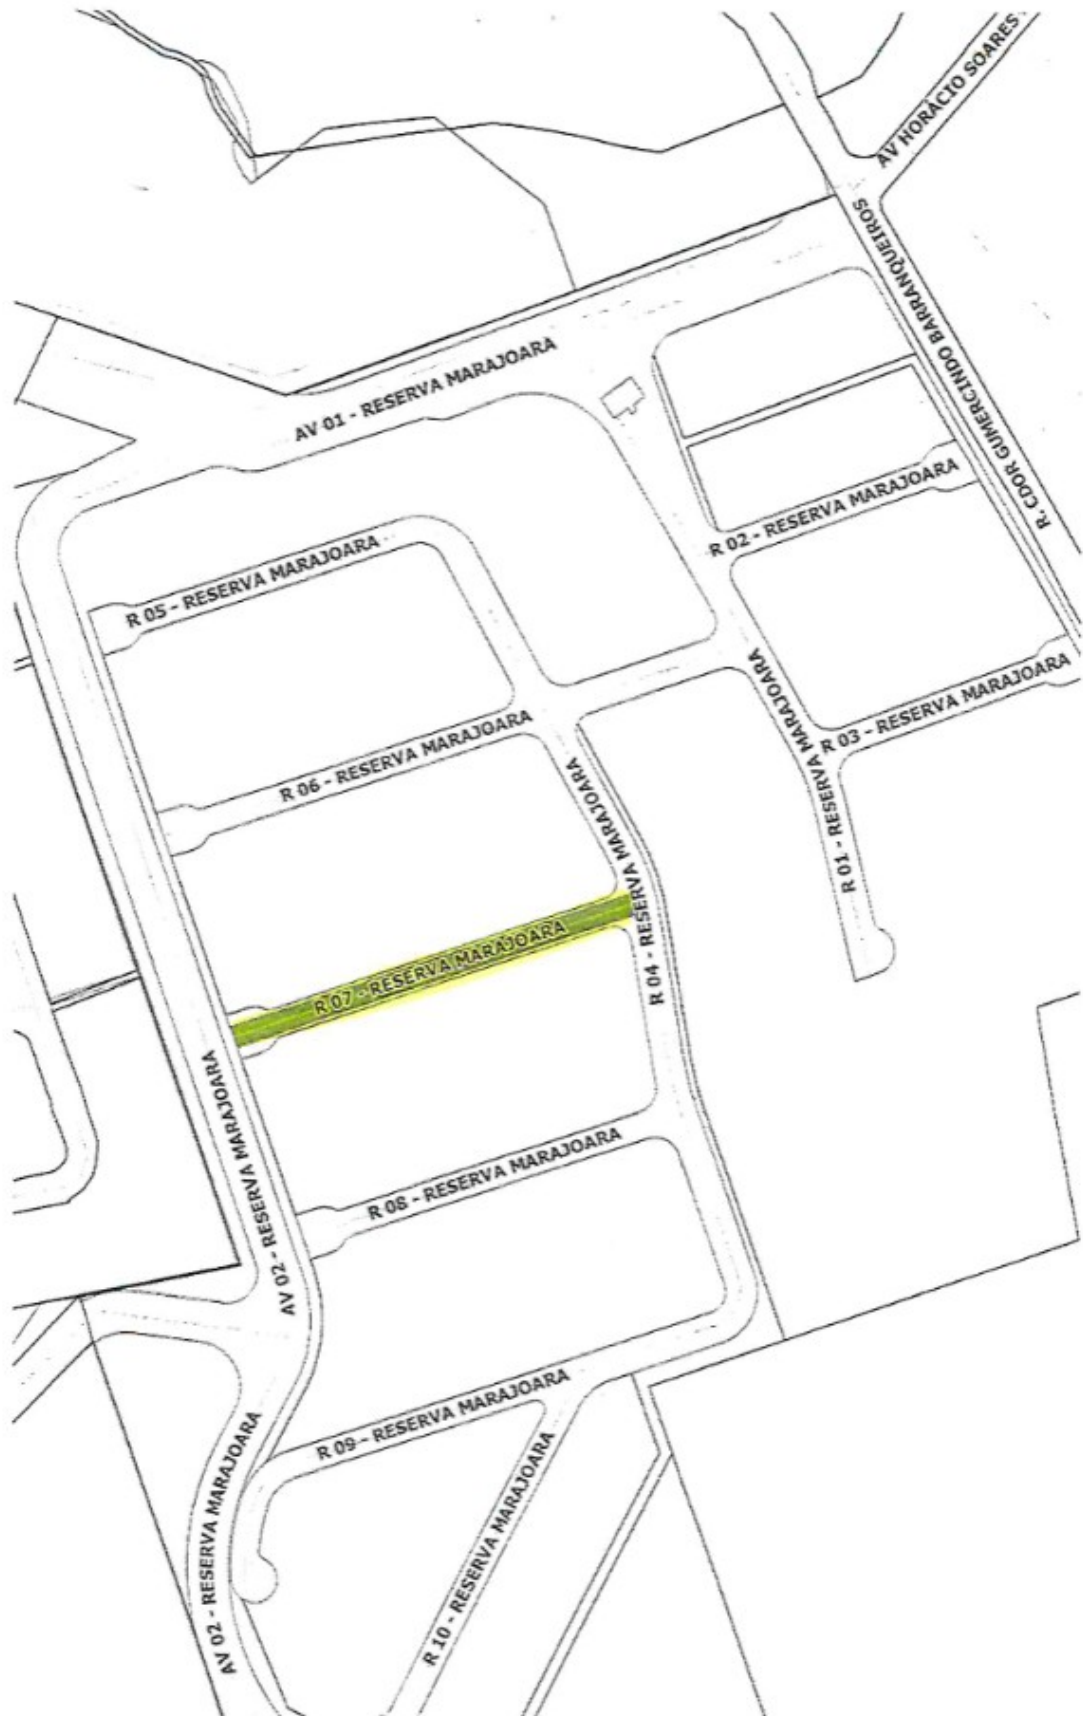 AV HORÁCIO SOARES
R. CDOR GUMERCINDO BARRANQUEIROS
AV 01 - RESERVA MARAJOARA
R 02 - RESERVA MARAJOARA
R 05 - RESERVA MARAJOARA
R 03 - RESERVA MARAJOARA
R 01 - RESERVA MARAJOARA
R 06 - RESERVA MARAJOARA
R 04 - RESERVA MARAJOARA
R 07 - RESERVA MARAJOARA
AV 02 - RESERVA MARAJOARA
R 08 - RESERVA MARAJOARA
R 09 - RESERVA MARAJOARA
AV 02 - RESERVA MARAJOARA
R 10 - RESERVA MARAJOARA